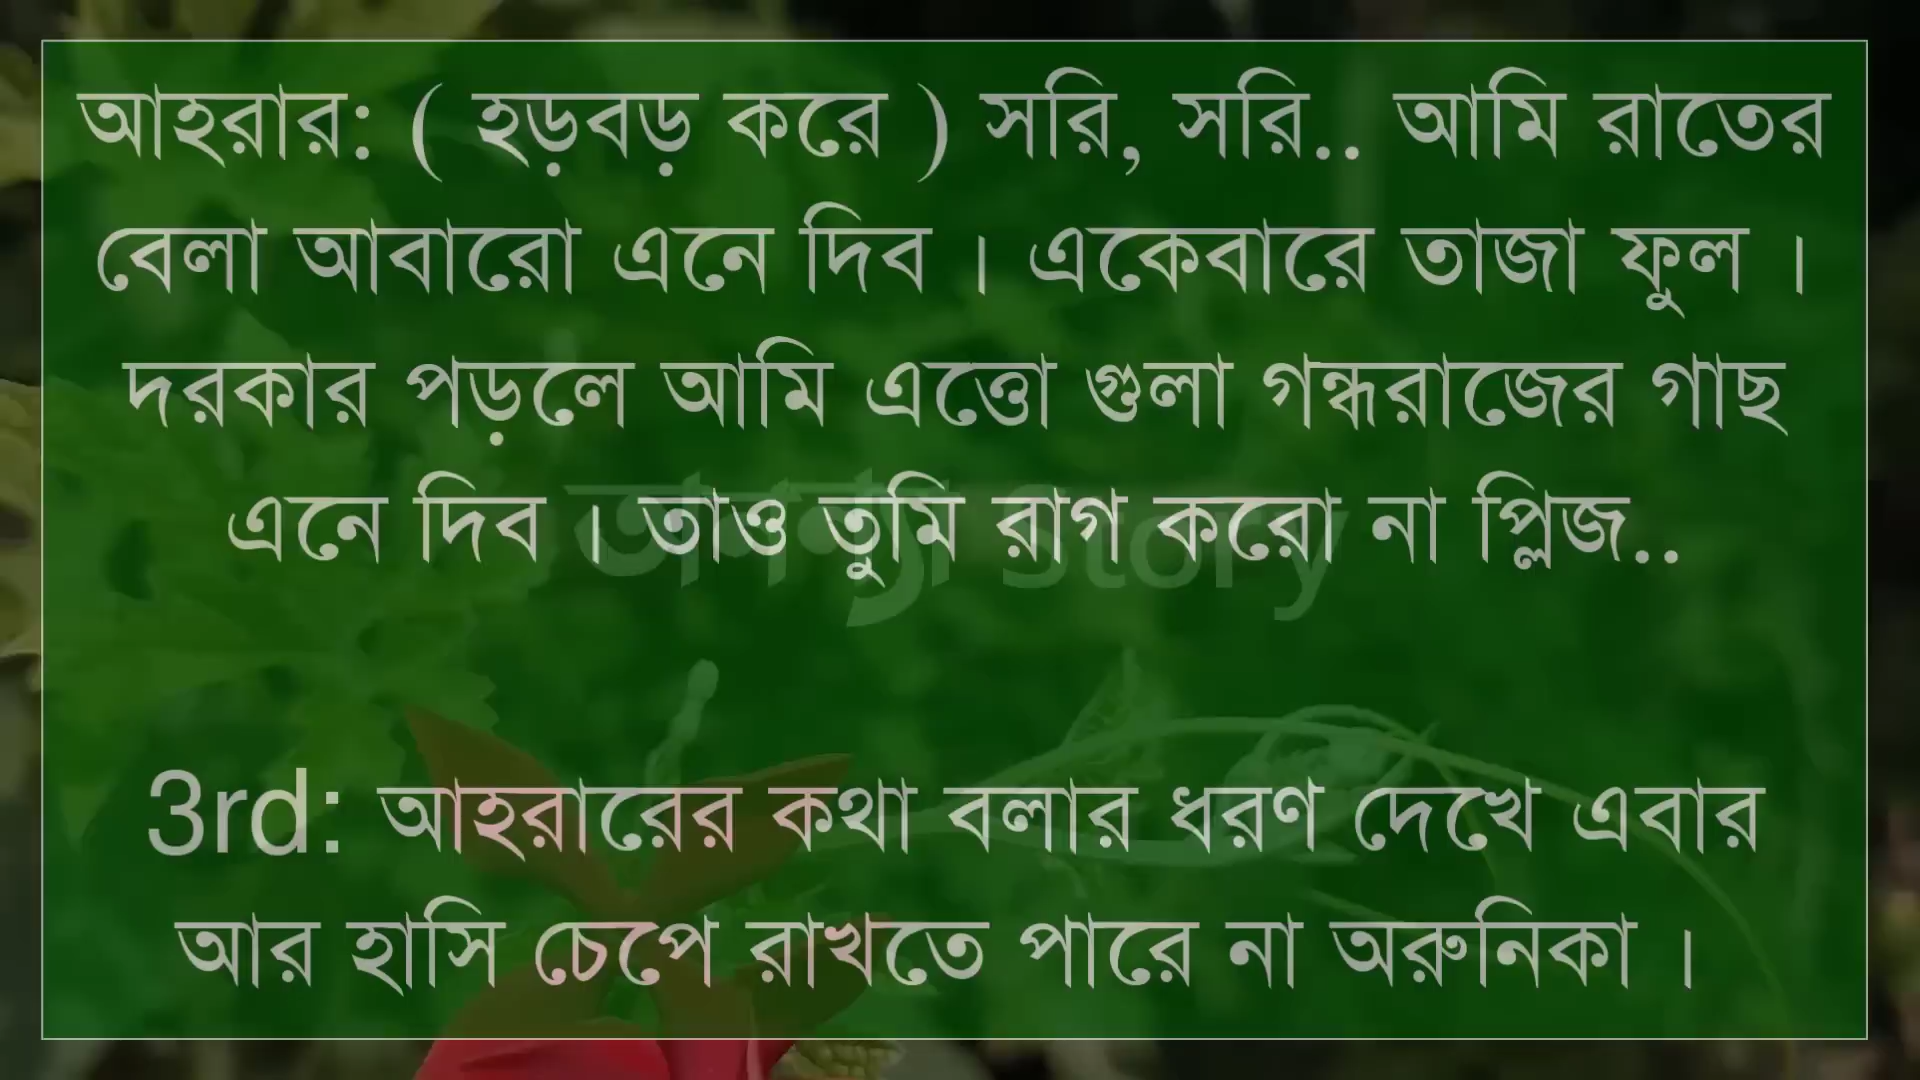 আহরার: ( হড়বড় করে ) সরি, সরি.. আমি রাতের
বেলা আবারো এনে দিব । একেবারে তাজা ফুল ।
দরকার পড়লে আমি এত্তো গুলা গন্ধরাজের গাছ
এনে দিব । তাও তুমি রাগ করো না প্লিজ..
Story
3rd: আহরারের কথা বলার ধরণ দেখে এবার
আর হাসি চেপে রাখতে পারে না অরুনিকা ।